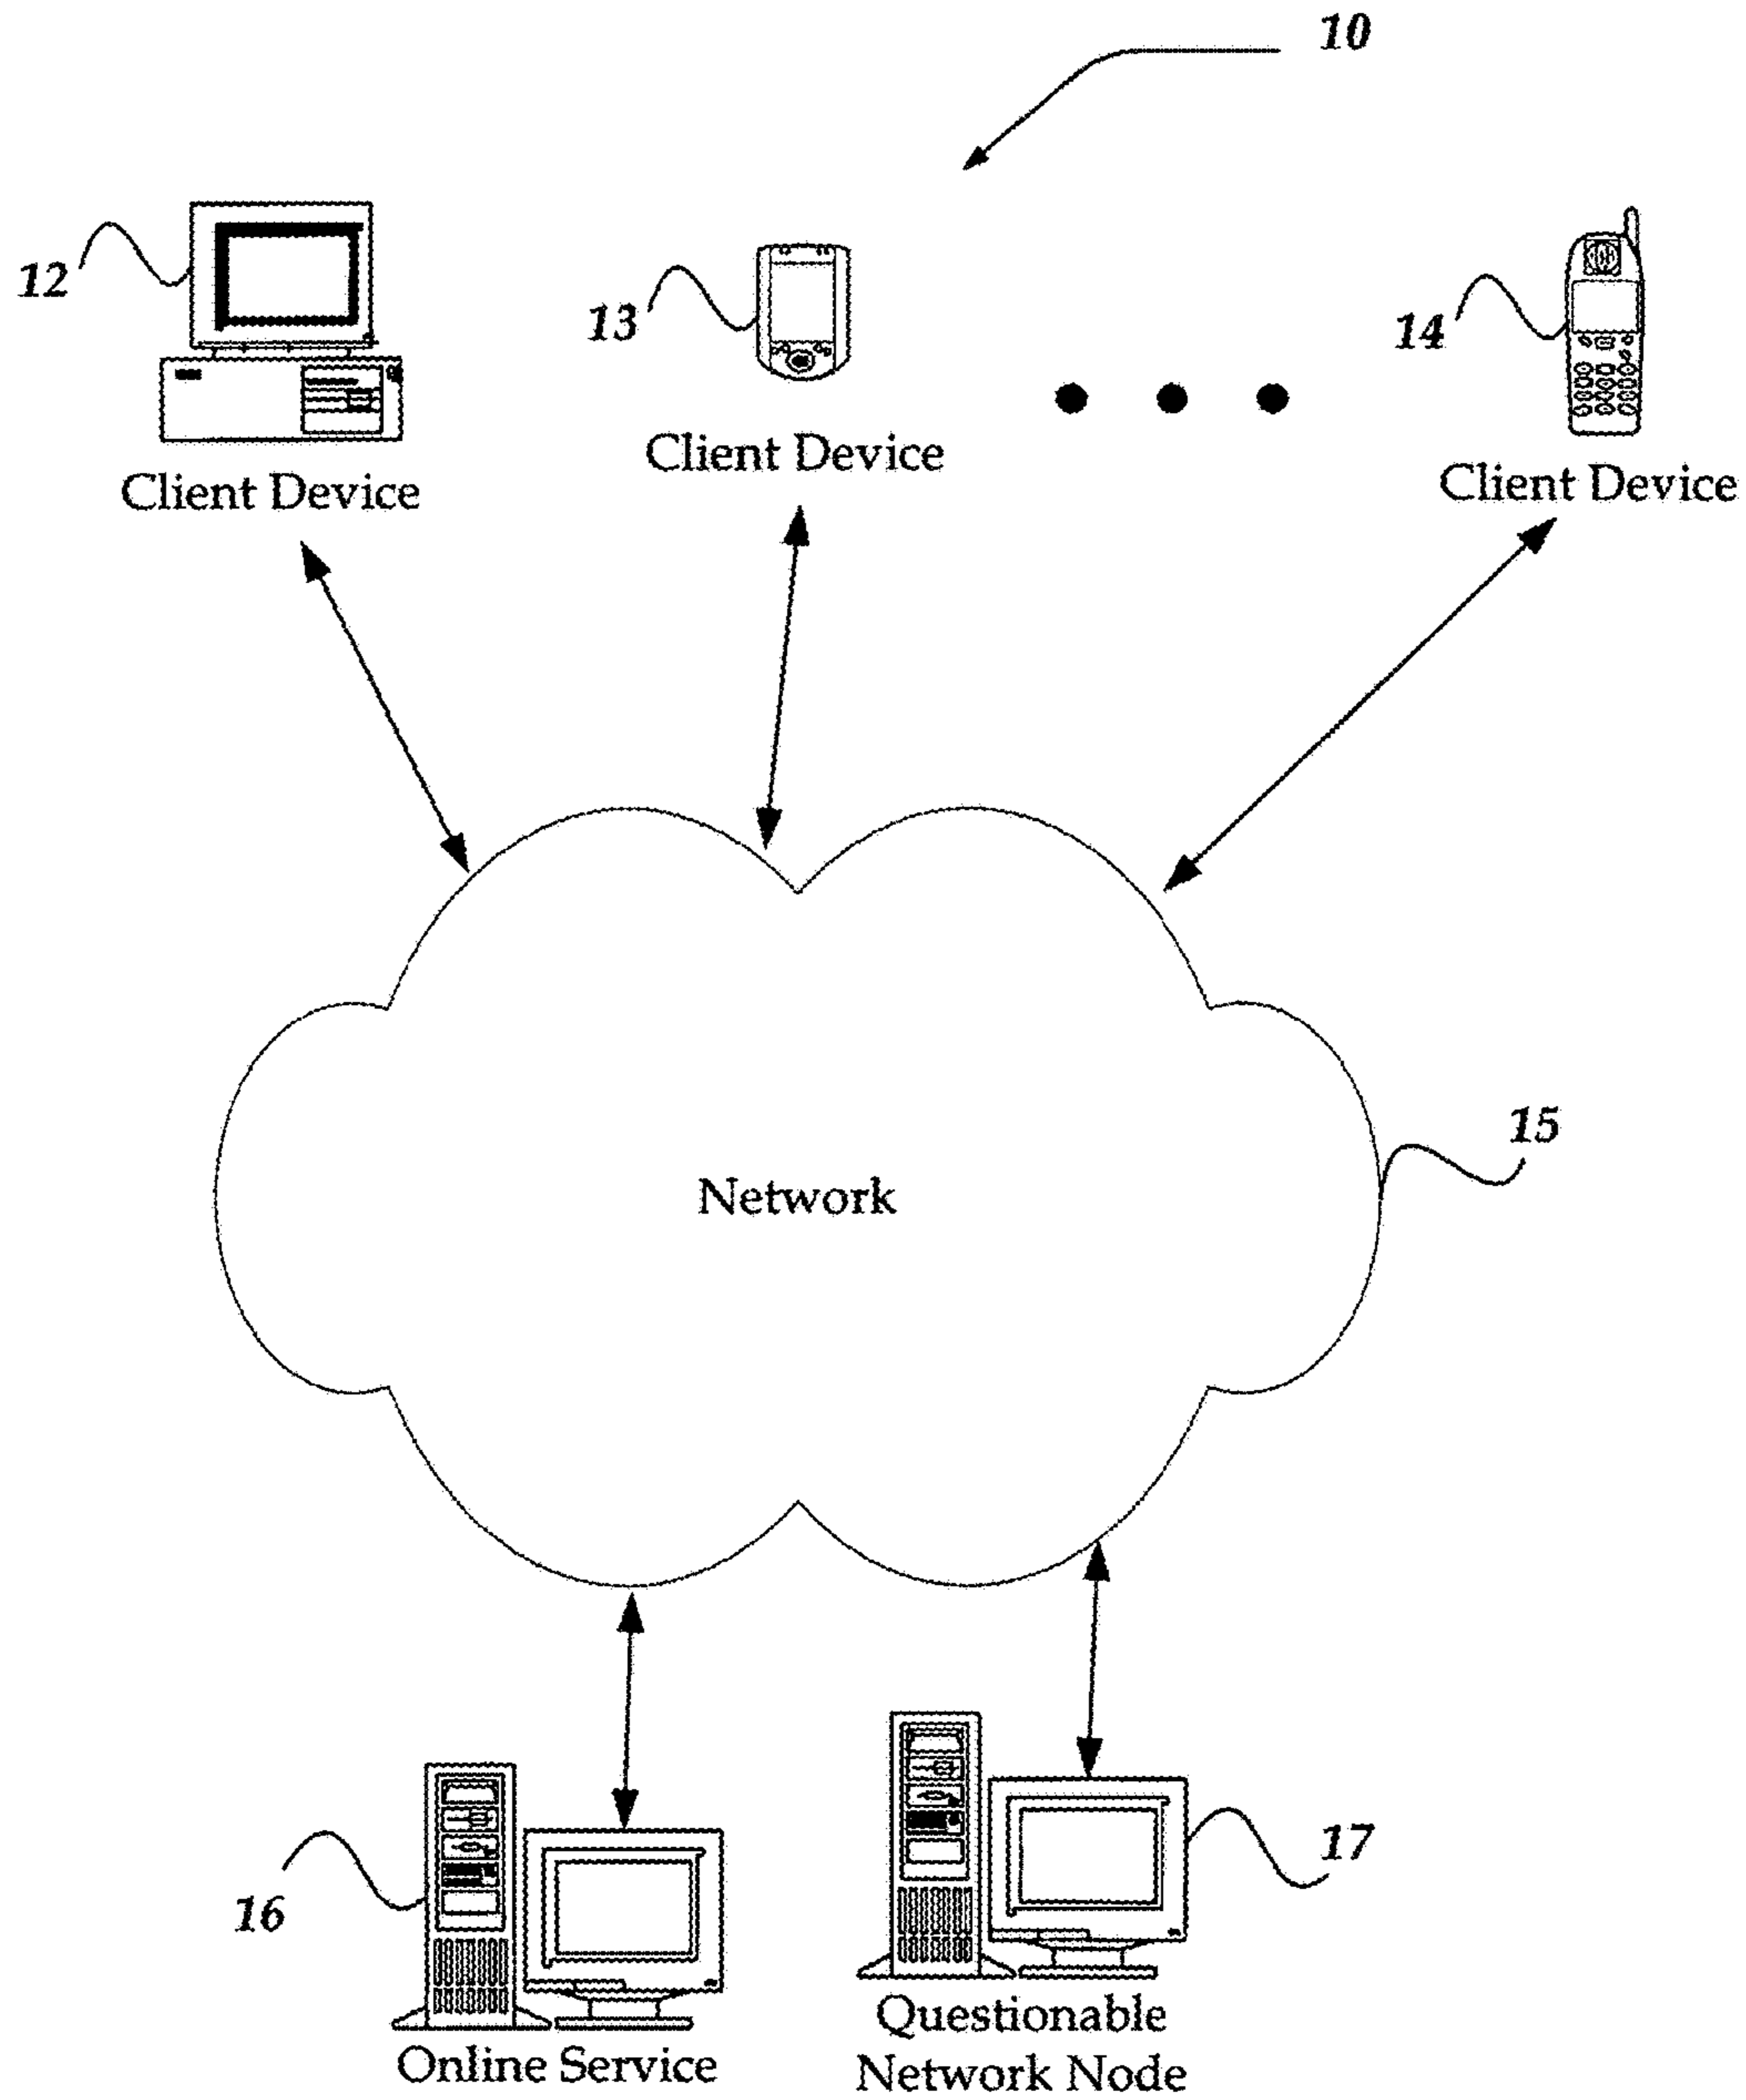 10
12
13
14
Client Device
Client Device
Client Device
15
Network
16
17
Online Service
Questionable
Network Node